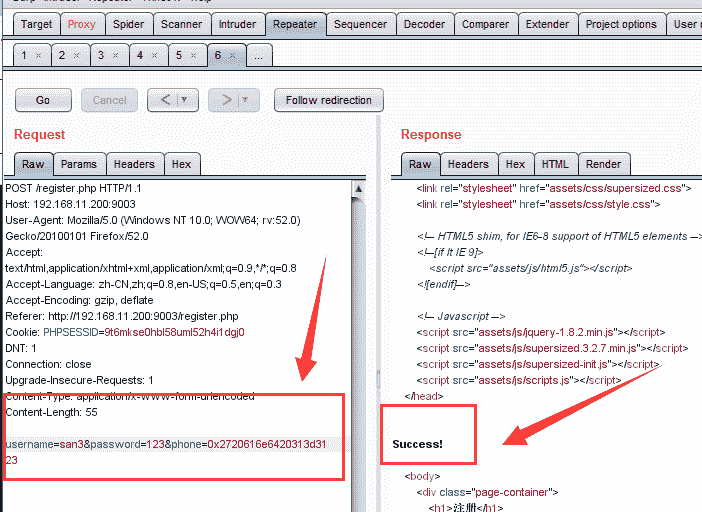 Target Proxy Spider Scanner Intruder Repeater Sequencer Decoder Comparer Extender Project options User
1 × 2 × 3 × 4 × 5 × 6 × ...
Go Cancel < > Follow redirection
Request
Raw Params Headers Hex
POST /register.php HTTP/1.1
Host: 192.168.11.200:9003
User-Agent: Mozilla/5.0 (Windows NT 10.0; WOW64; rv:52.0)
Gecko/20100101 Firefox/52.0
Accept:
text/html,application/xhtml+xml,application/xml;q=0.9,*/*;q=0.8
Accept-Language: zh-CN,zh;q=0.8,en-US;q=0.5,en;q=0.3
Accept-Encoding: gzip, deflate
Referer: http://192.168.11.200:9003/register.php
Cookie: PHPSESSID=9t6mkse0hbl58uml52h4i1dgj0
DNT: 1
Connection: close
Upgrade-Insecure-Requests: 1
Content-Type: application/x-www-form-urlencoded
Content-Length: 55
username=san3&password=123&phone=0x2720616e6420313d31
23
Response
Raw Headers Hex HTML Render
<link rel="stylesheet" href="assets/css/supersized.css">
<link rel="stylesheet" href="assets/css/style.css">
<!-- HTML5 shim, for IE6-8 support of HTML5 elements -->
<!--[if lt IE 9]>
<script src="assets/js/html5.js"></script>
<![endif]-->
<!-- Javascript -->
<script src="assets/js/jquery-1.8.2.min.js"></script>
<script src="assets/js/supersized.3.2.7.min.js"></script>
<script src="assets/js/supersized-init.js"></script>
<script src="assets/js/scripts.js"></script>
</head>
Success!
<body>
<div class="page-container">
<h1>注册</h1>